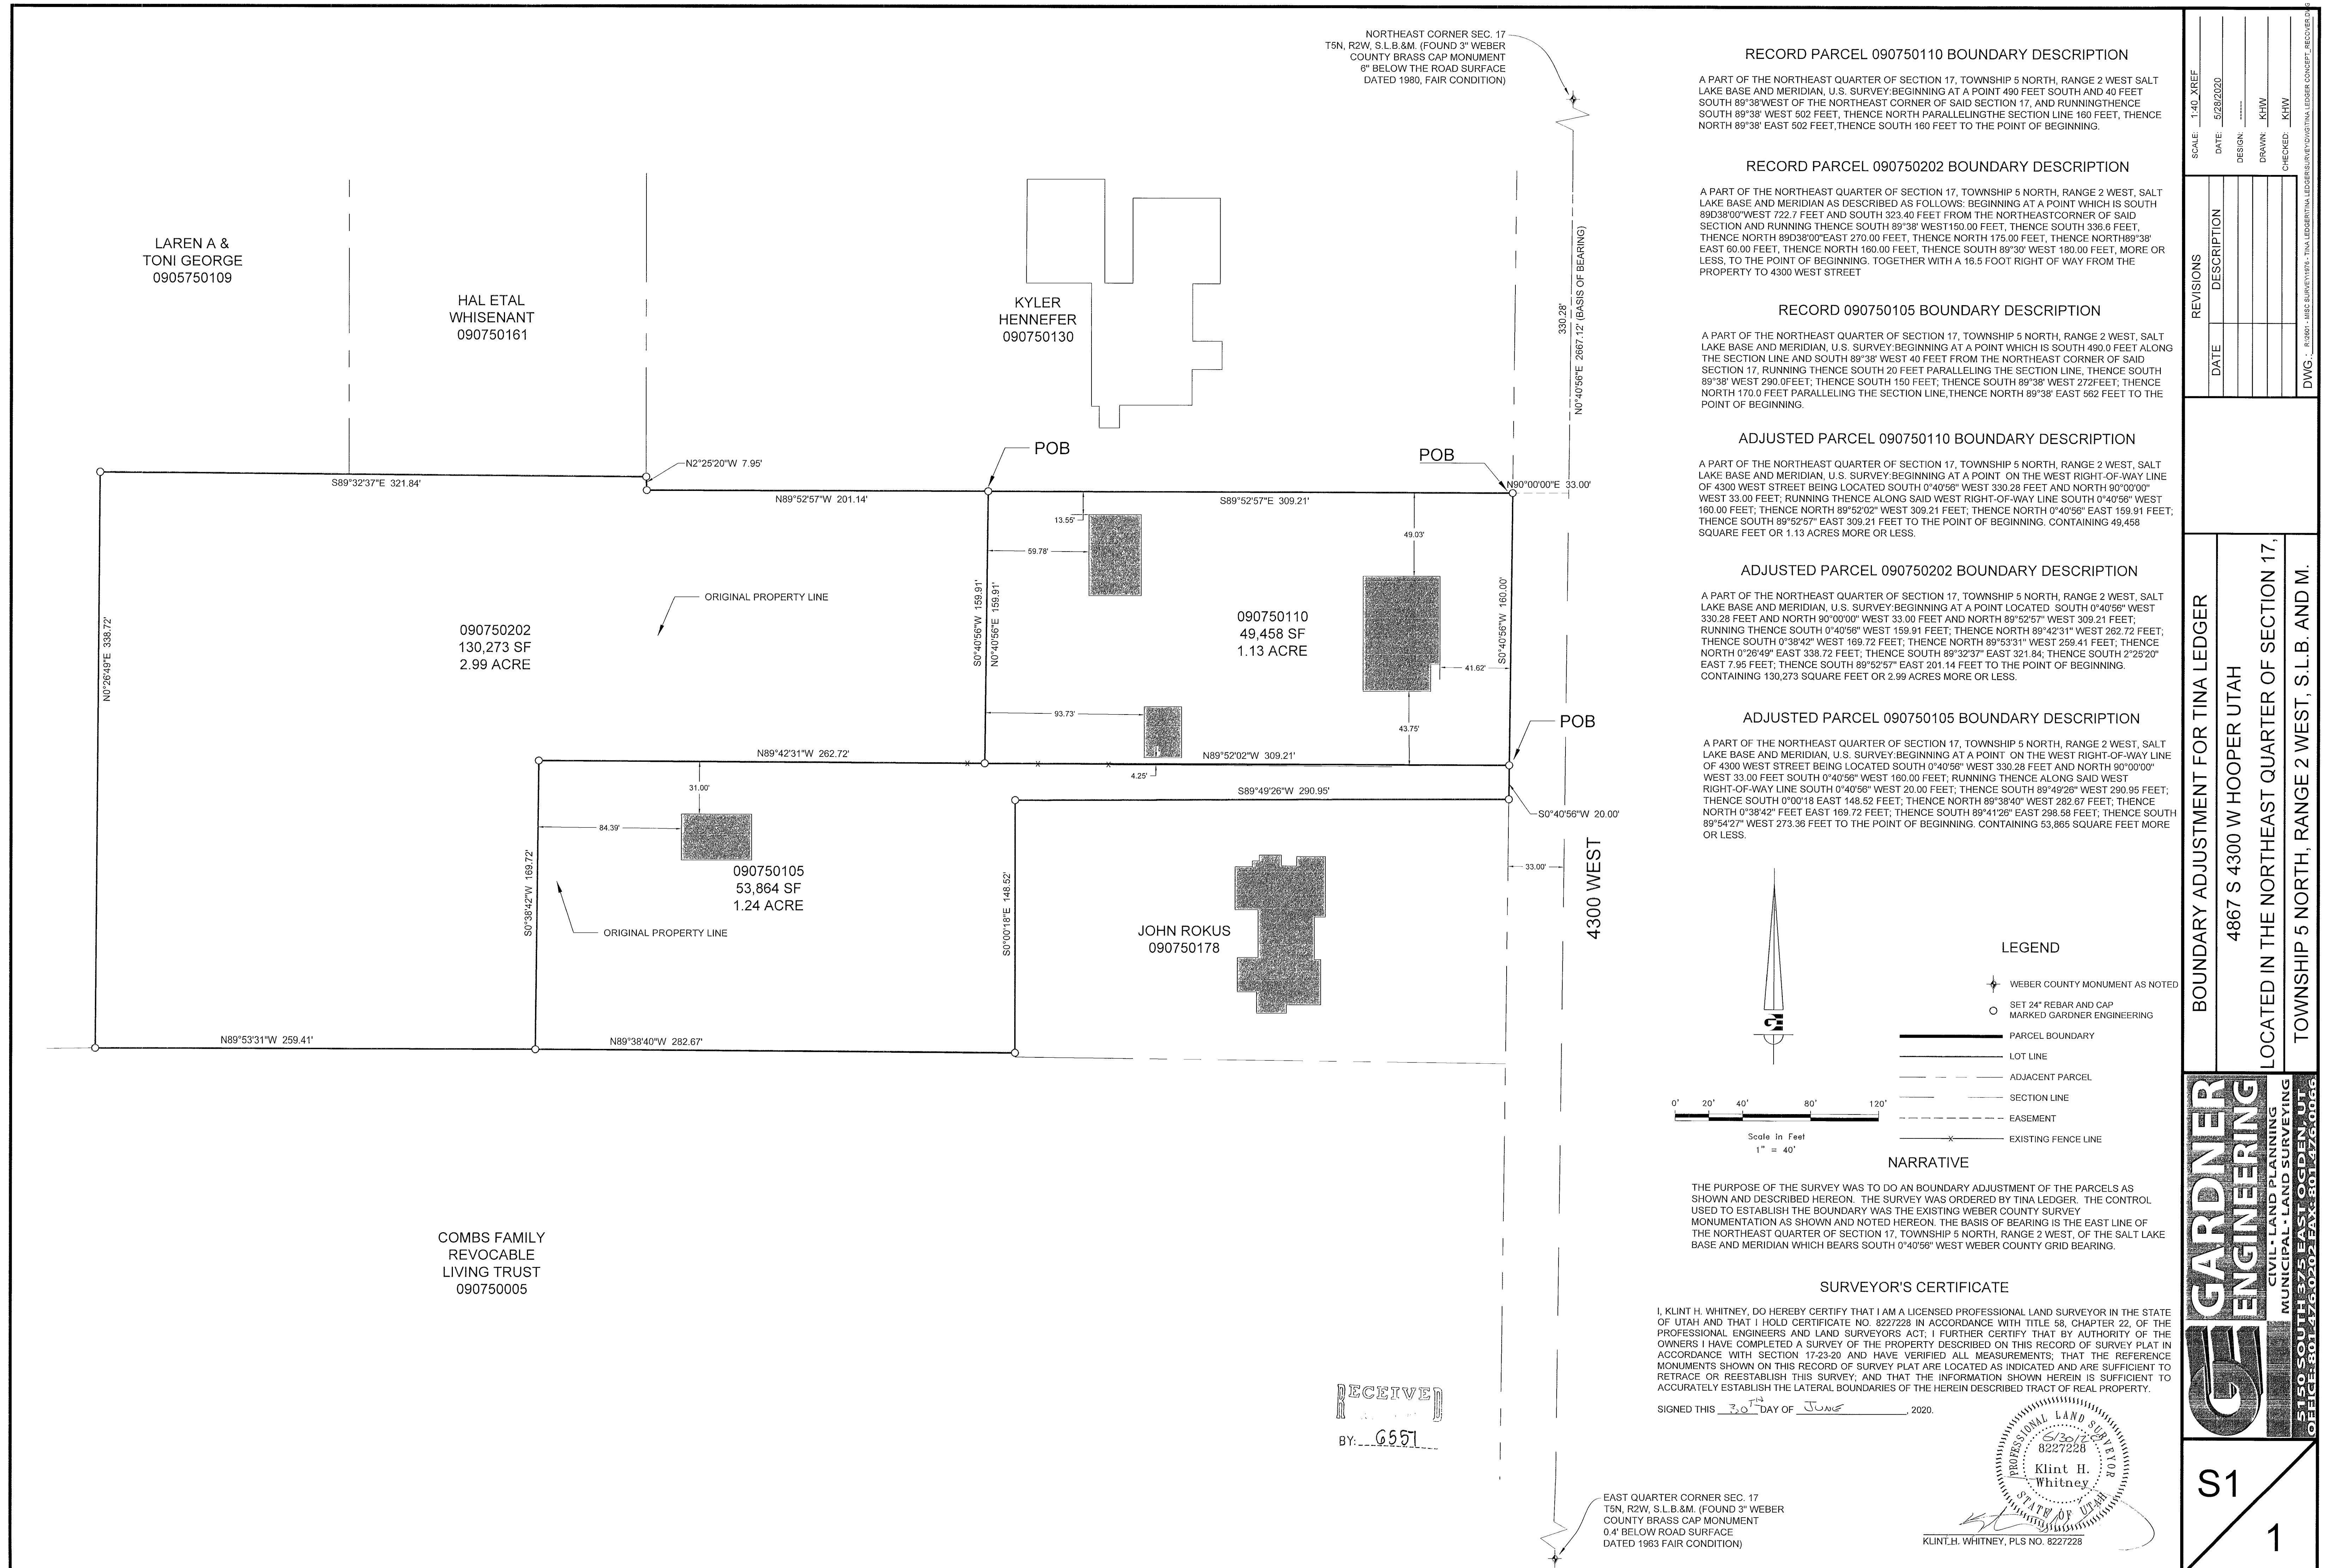 NORTHEAST CORNER SEC. 17
T5N, R2W, S.L.B.&M. (FOUND 3" WEBER
COUNTY BRASS CAP MONUMENT
6" BELOW THE ROAD SURFACE
DATED 1980, FAIR CONDITION)
LAREN A &
TONI GEORGE
0905750109
HAL ETAL
WHISENANT
090750161
KYLER
HENNEFER
090750130
330.28'
N0°40'56"E 2667.12' (BASIS OF BEARING)
POB
POB
N2°25'20"W 7.95'
S89°32'37"E 321.84'
N89°52'57"W 201.14'
S89°52'57"E 309.21'
N90°00'00"E 33.00'
13.55'
59.78'
49.03'
ORIGINAL PROPERTY LINE
N0°26'49"E 338.72'
090750202
130,273 SF
2.99 ACRE
S0°40'56"W 159.91'
N0°40'56"E 159.91'
090750110
49,458 SF
1.13 ACRE
S0°40'56"W 160.00'
41.62'
93.73'
43.75'
POB
N89°42'31"W 262.72'
N89°52'02"W 309.21'
4.25'
31.00'
S89°49'26"W 290.95'
S0°40'56"W 20.00'
84.39'
33.00'
S0°38'42"W 169.72'
090750105
53,864 SF
1.24 ACRE
S0°00'18"E 148.52'
4300 WEST
ORIGINAL PROPERTY LINE
JOHN ROKUS
090750178
N89°53'31"W 259.41'
N89°38'40"W 282.67'
COMBS FAMILY
REVOCABLE
LIVING TRUST
090750005
RECEIVED
BY: 6557
EAST QUARTER CORNER SEC. 17
T5N, R2W, S.L.B.&M. (FOUND 3" WEBER
COUNTY BRASS CAP MONUMENT
0.4' BELOW ROAD SURFACE
DATED 1963 FAIR CONDITION)
RECORD PARCEL 090750110 BOUNDARY DESCRIPTION
A PART OF THE NORTHEAST QUARTER OF SECTION 17, TOWNSHIP 5 NORTH, RANGE 2 WEST SALT
LAKE BASE AND MERIDIAN, U.S. SURVEY:BEGINNING AT A POINT 490 FEET SOUTH AND 40 FEET
SOUTH 89°38'WEST OF THE NORTHEAST CORNER OF SAID SECTION 17, AND RUNNINGTHENCE
SOUTH 89°38' WEST 502 FEET, THENCE NORTH PARALLELINGTHE SECTION LINE 160 FEET, THENCE
NORTH 89°38' EAST 502 FEET,THENCE SOUTH 160 FEET TO THE POINT OF BEGINNING.
RECORD PARCEL 090750202 BOUNDARY DESCRIPTION
A PART OF THE NORTHEAST QUARTER OF SECTION 17, TOWNSHIP 5 NORTH, RANGE 2 WEST, SALT
LAKE BASE AND MERIDIAN AS DESCRIBED AS FOLLOWS: BEGINNING AT A POINT WHICH IS SOUTH
89D38'00"WEST 722.7 FEET AND SOUTH 323.40 FEET FROM THE NORTHEASTCORNER OF SAID
SECTION AND RUNNING THENCE SOUTH 89°38' WEST150.00 FEET, THENCE SOUTH 336.6 FEET,
THENCE NORTH 89D38'00"EAST 270.00 FEET, THENCE NORTH 175.00 FEET, THENCE NORTH89°38'
EAST 60.00 FEET, THENCE NORTH 160.00 FEET, THENCE SOUTH 89°30' WEST 180.00 FEET, MORE OR
LESS, TO THE POINT OF BEGINNING. TOGETHER WITH A 16.5 FOOT RIGHT OF WAY FROM THE
PROPERTY TO 4300 WEST STREET
RECORD 090750105 BOUNDARY DESCRIPTION
A PART OF THE NORTHEAST QUARTER OF SECTION 17, TOWNSHIP 5 NORTH, RANGE 2 WEST, SALT
LAKE BASE AND MERIDIAN, U.S. SURVEY:BEGINNING AT A POINT WHICH IS SOUTH 490.0 FEET ALONG
THE SECTION LINE AND SOUTH 89°38' WEST 40 FEET FROM THE NORTHEAST CORNER OF SAID
SECTION 17, RUNNING THENCE SOUTH 20 FEET PARALLELING THE SECTION LINE, THENCE SOUTH
89°38' WEST 290.0FEET; THENCE SOUTH 150 FEET; THENCE SOUTH 89°38' WEST 272FEET; THENCE
NORTH 170.0 FEET PARALLELING THE SECTION LINE,THENCE NORTH 89°38' EAST 562 FEET TO THE
POINT OF BEGINNING.
ADJUSTED PARCEL 090750110 BOUNDARY DESCRIPTION
A PART OF THE NORTHEAST QUARTER OF SECTION 17, TOWNSHIP 5 NORTH, RANGE 2 WEST, SALT
LAKE BASE AND MERIDIAN, U.S. SURVEY:BEGINNING AT A POINT ON THE WEST RIGHT-OF-WAY LINE
OF 4300 WEST STREET BEING LOCATED SOUTH 0°40'56" WEST 330.28 FEET AND NORTH 90°00'00"
WEST 33.00 FEET; RUNNING THENCE ALONG SAID WEST RIGHT-OF-WAY LINE SOUTH 0°40'56" WEST
160.00 FEET; THENCE NORTH 89°52'02" WEST 309.21 FEET; THENCE NORTH 0°40'56" EAST 159.91 FEET;
THENCE SOUTH 89°52'57" EAST 309.21 FEET TO THE POINT OF BEGINNING. CONTAINING 49,458
SQUARE FEET OR 1.13 ACRES MORE OR LESS.
ADJUSTED PARCEL 090750202 BOUNDARY DESCRIPTION
A PART OF THE NORTHEAST QUARTER OF SECTION 17, TOWNSHIP 5 NORTH, RANGE 2 WEST, SALT
LAKE BASE AND MERIDIAN, U.S. SURVEY:BEGINNING AT A POINT LOCATED SOUTH 0°40'56" WEST
330.28 FEET AND NORTH 90°00'00" WEST 33.00 FEET AND NORTH 89°52'57" WEST 309.21 FEET;
RUNNING THENCE SOUTH 0°40'56" WEST 159.91 FEET; THENCE NORTH 89°42'31" WEST 262.72 FEET;
THENCE SOUTH 0°38'42" WEST 169.72 FEET; THENCE NORTH 89°53'31" WEST 259.41 FEET; THENCE
NORTH 0°26'49" EAST 338.72 FEET; THENCE SOUTH 89°32'37" EAST 321.84; THENCE SOUTH 2°25'20"
EAST 7.95 FEET; THENCE SOUTH 89°52'57" EAST 201.14 FEET TO THE POINT OF BEGINNING.
CONTAINING 130,273 SQUARE FEET OR 2.99 ACRES MORE OR LESS.
ADJUSTED PARCEL 090750105 BOUNDARY DESCRIPTION
A PART OF THE NORTHEAST QUARTER OF SECTION 17, TOWNSHIP 5 NORTH, RANGE 2 WEST, SALT
LAKE BASE AND MERIDIAN, U.S. SURVEY:BEGINNING AT A POINT ON THE WEST RIGHT-OF-WAY LINE
OF 4300 WEST STREET BEING LOCATED SOUTH 0°40'56" WEST 330.28 FEET AND NORTH 90°00'00"
WEST 33.00 FEET SOUTH 0°40'56" WEST 160.00 FEET; RUNNING THENCE ALONG SAID WEST
RIGHT-OF-WAY LINE SOUTH 0°40'56" WEST 20.00 FEET; THENCE SOUTH 89°49'26" WEST 290.95 FEET;
THENCE SOUTH 0°00'18 EAST 148.52 FEET; THENCE NORTH 89°38'40" WEST 282.67 FEET; THENCE
NORTH 0°38'42" FEET EAST 169.72 FEET; THENCE SOUTH 89°41'26" EAST 298.58 FEET; THENCE SOUTH
89°54'27" WEST 273.36 FEET TO THE POINT OF BEGINNING. CONTAINING 53,865 SQUARE FEET MORE
OR LESS.
LEGEND
WEBER COUNTY MONUMENT AS NOTED
SET 24" REBAR AND CAP
MARKED GARDNER ENGINEERING
PARCEL BOUNDARY
LOT LINE
ADJACENT PARCEL
SECTION LINE
EASEMENT
EXISTING FENCE LINE
0' 20' 40' 80' 120'
Scale in Feet
1" = 40'
NARRATIVE
THE PURPOSE OF THE SURVEY WAS TO DO AN BOUNDARY ADJUSTMENT OF THE PARCELS AS
SHOWN AND DESCRIBED HEREON. THE SURVEY WAS ORDERED BY TINA LEDGER. THE CONTROL
USED TO ESTABLISH THE BOUNDARY WAS THE EXISTING WEBER COUNTY SURVEY
MONUMENTATION AS SHOWN AND NOTED HEREON. THE BASIS OF BEARING IS THE EAST LINE OF
THE NORTHEAST QUARTER OF SECTION 17, TOWNSHIP 5 NORTH, RANGE 2 WEST, OF THE SALT LAKE
BASE AND MERIDIAN WHICH BEARS SOUTH 0°40'56" WEST WEBER COUNTY GRID BEARING.
SURVEYOR'S CERTIFICATE
I, KLINT H. WHITNEY, DO HEREBY CERTIFY THAT I AM A LICENSED PROFESSIONAL LAND SURVEYOR IN THE STATE
OF UTAH AND THAT I HOLD CERTIFICATE NO. 8227228 IN ACCORDANCE WITH TITLE 58, CHAPTER 22, OF THE
PROFESSIONAL ENGINEERS AND LAND SURVEYORS ACT; I FURTHER CERTIFY THAT BY AUTHORITY OF THE
OWNERS I HAVE COMPLETED A SURVEY OF THE PROPERTY DESCRIBED ON THIS RECORD OF SURVEY PLAT IN
ACCORDANCE WITH SECTION 17-23-20 AND HAVE VERIFIED ALL MEASUREMENTS; THAT THE REFERENCE
MONUMENTS SHOWN ON THIS RECORD OF SURVEY PLAT ARE LOCATED AS INDICATED AND ARE SUFFICIENT TO
RETRACE OR REESTABLISH THIS SURVEY; AND THAT THE INFORMATION SHOWN HEREIN IS SUFFICIENT TO
ACCURATELY ESTABLISH THE LATERAL BOUNDARIES OF THE HEREIN DESCRIBED TRACT OF REAL PROPERTY.
SIGNED THIS 30TH DAY OF JUNE, 2020.
PROFESSIONAL LAND SURVEYOR
6/30/20
8227228
Klint H.
Whitney
STATE OF UTAH
KLINT H. WHITNEY, PLS NO. 8227228
SCALE: 1:40_XREF
DATE: 5/28/2020
DESIGN: -----
DRAWN: KHW
CHECKED: KHW
REVISIONS
DATE DESCRIPTION
DWG.: R:\2601 - MISC SURVEY\1976 - TINA LEDGER\SURVEY\DWG\TINA LEDGER CONCEPT_RECOVER.DWG
BOUNDARY ADJUSTMENT FOR TINA LEDGER
4867 S 4300 W HOOPER UTAH
LOCATED IN THE NORTHEAST QUARTER OF SECTION 17,
TOWNSHIP 5 NORTH, RANGE 2 WEST, S.L.B. AND M.
GARDNER
ENGINEERING
CIVIL • LAND PLANNING
MUNICIPAL • LAND SURVEYING
5150 SOUTH 375 EAST OGDEN, UT
OFFICE: 801.476.0202 FAX: 801.476.0066
S1
1